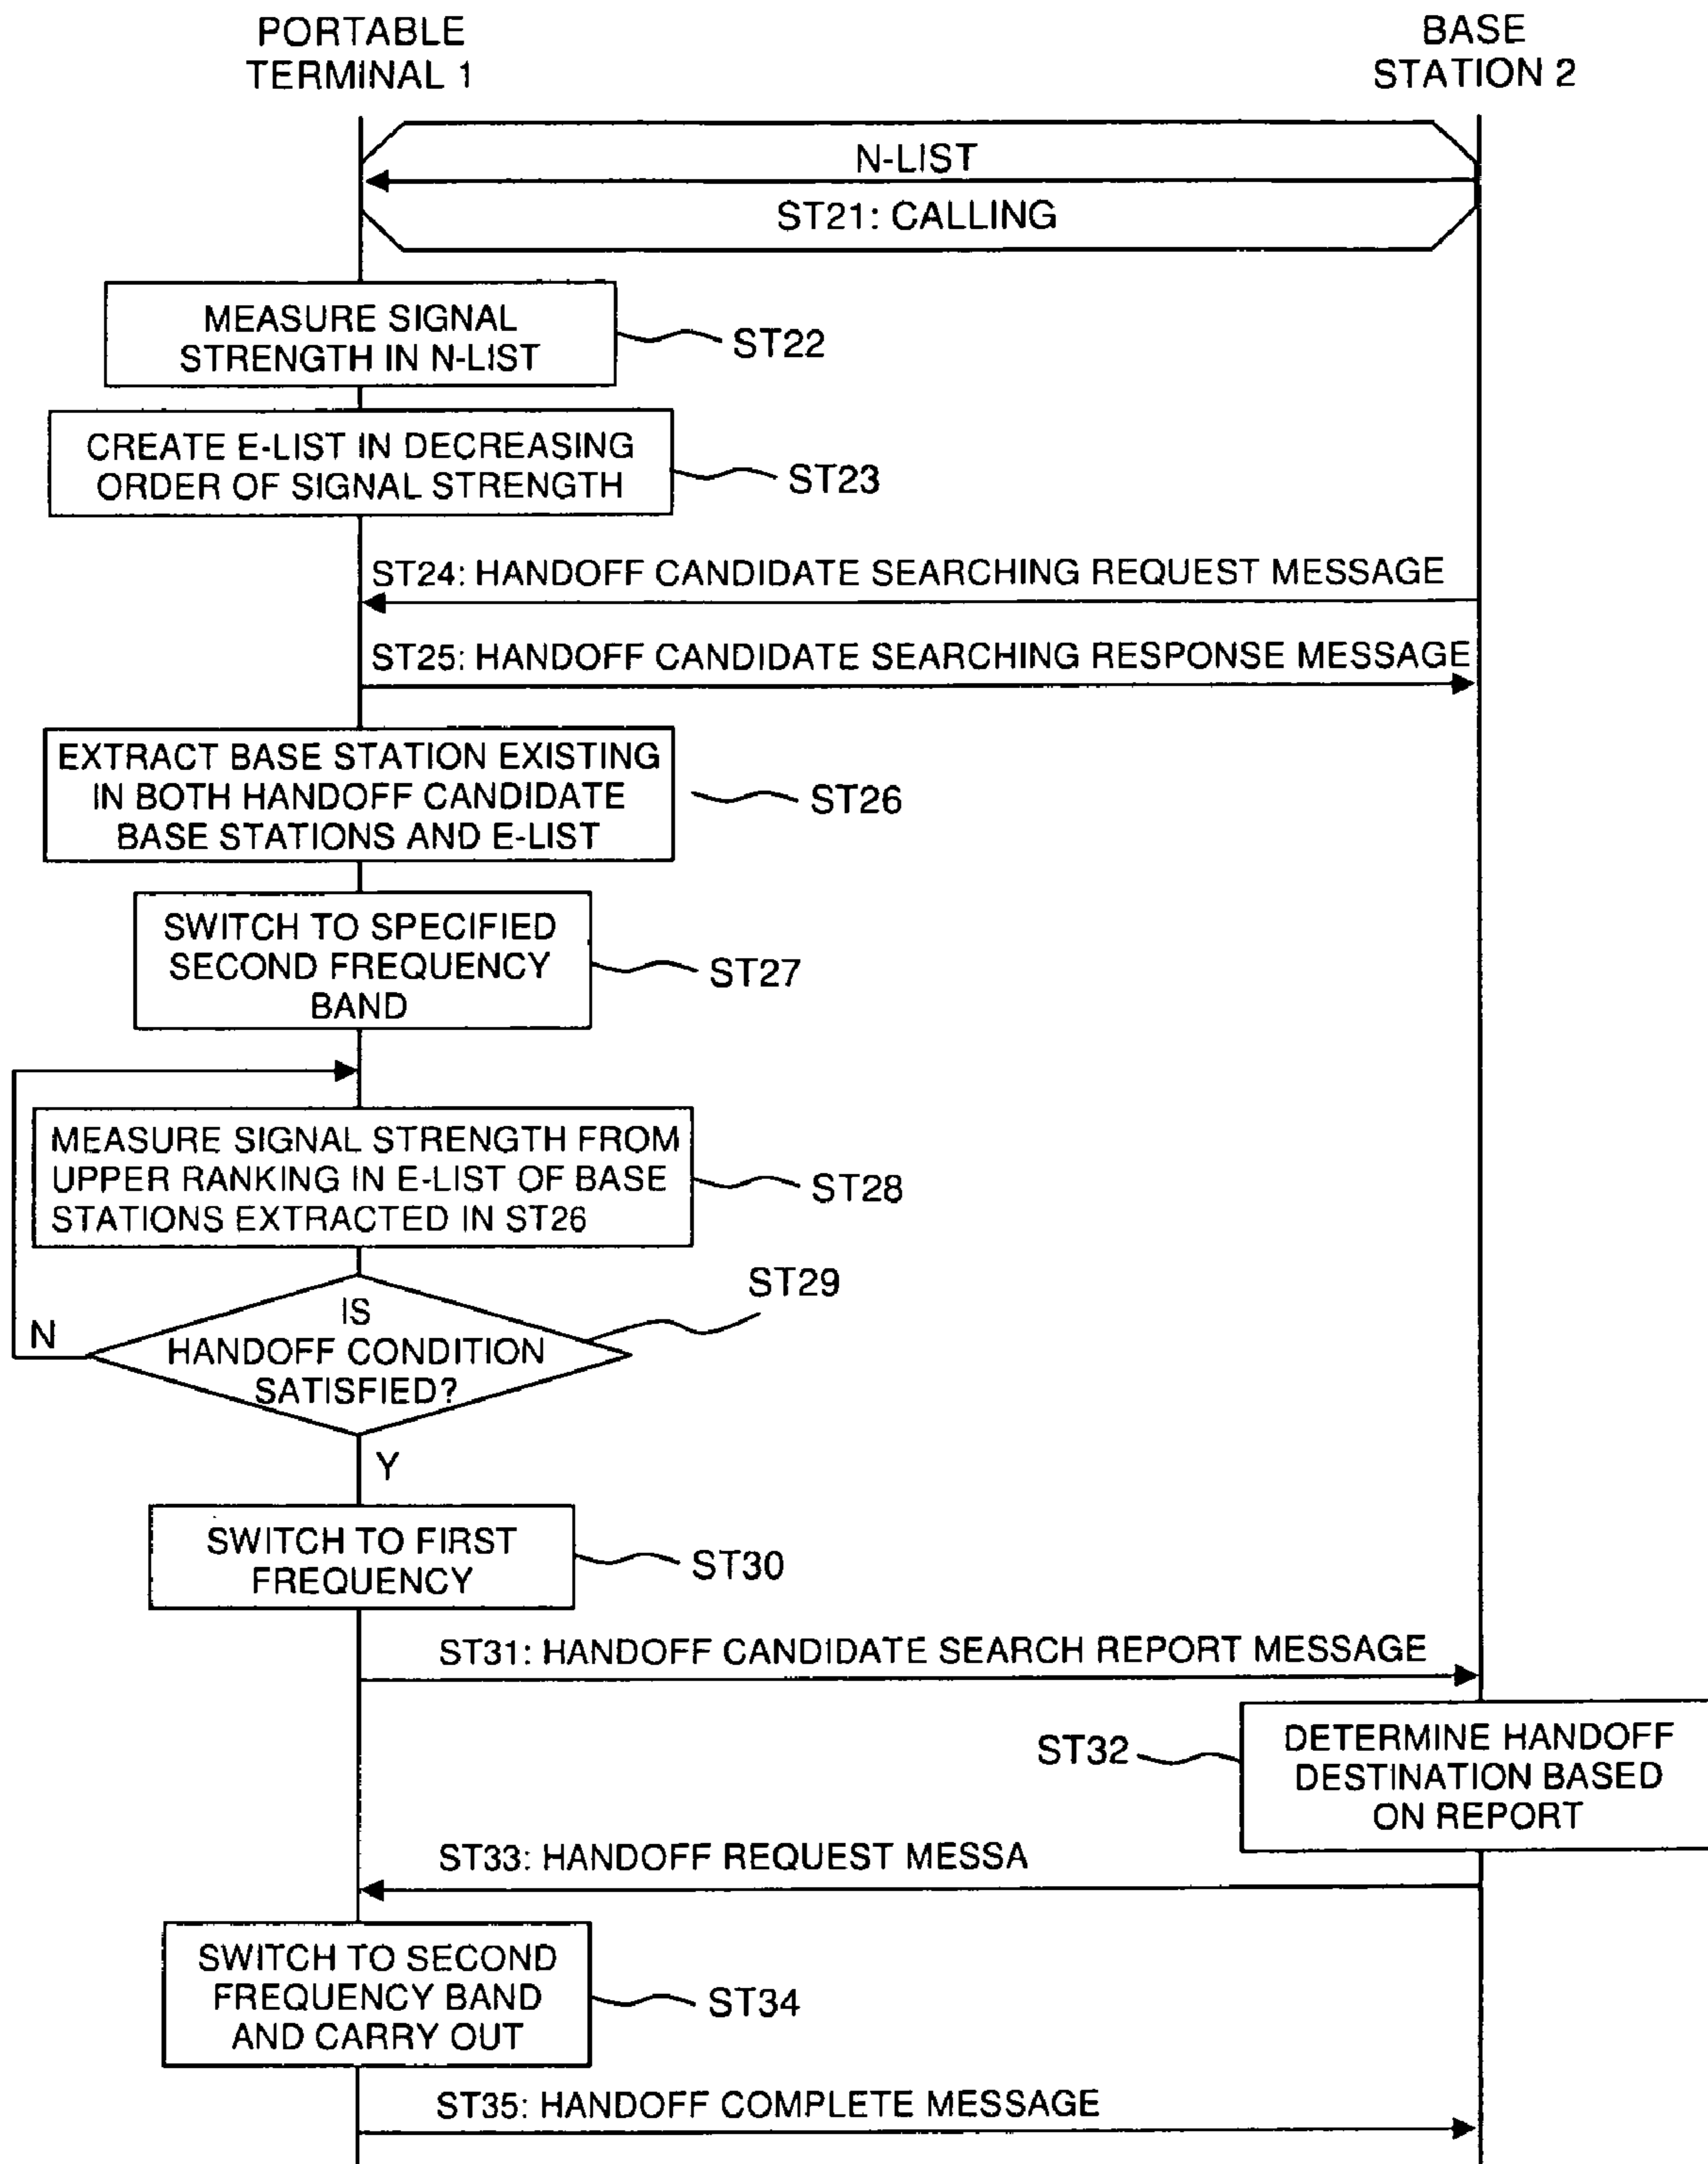 PORTABLE
TERMINAL 1
BASE
STATION 2
N-LIST
ST21: CALLING
MEASURE SIGNAL
STRENGTH IN N-LIST
ST22
CREATE E-LIST IN DECREASING
ORDER OF SIGNAL STRENGTH
ST23
ST24: HANDOFF CANDIDATE SEARCHING REQUEST MESSAGE
ST25: HANDOFF CANDIDATE SEARCHING RESPONSE MESSAGE
EXTRACT BASE STATION EXISTING
IN BOTH HANDOFF CANDIDATE
BASE STATIONS AND E-LIST
ST26
SWITCH TO SPECIFIED
SECOND FREQUENCY
BAND
ST27
MEASURE SIGNAL STRENGTH FROM
UPPER RANKING IN E-LIST OF BASE
STATIONS EXTRACTED IN ST26
ST28
ST29
IS
HANDOFF CONDITION
SATISFIED?
N
Y
SWITCH TO FIRST
FREQUENCY
ST30
ST31: HANDOFF CANDIDATE SEARCH REPORT MESSAGE
ST32
DETERMINE HANDOFF
DESTINATION BASED
ON REPORT
ST33: HANDOFF REQUEST MESSA
SWITCH TO SECOND
FREQUENCY BAND
AND CARRY OUT
ST34
ST35: HANDOFF COMPLETE MESSAGE